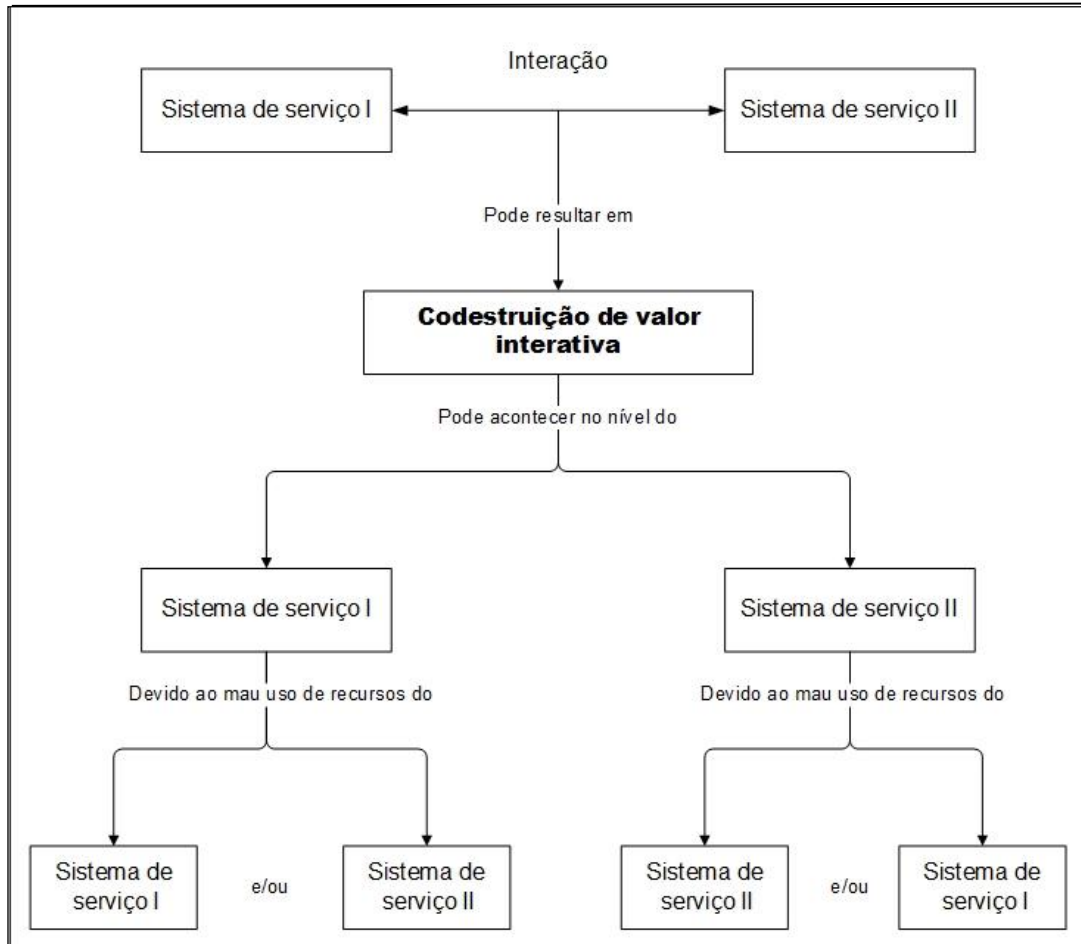 Interação
Sistema de serviço I
Sistema de serviço II
Pode resultar em
Codestruição de valor
interativa
Pode acontecer no nível do
Sistema de serviço I
Sistema de serviço II
Devido ao mau uso de recursos do
Devido ao mau uso de recursos do
Sistema de
serviço I
e/ou
Sistema de
serviço II
Sistema de
serviço II
e/ou
Sistema de
serviço I